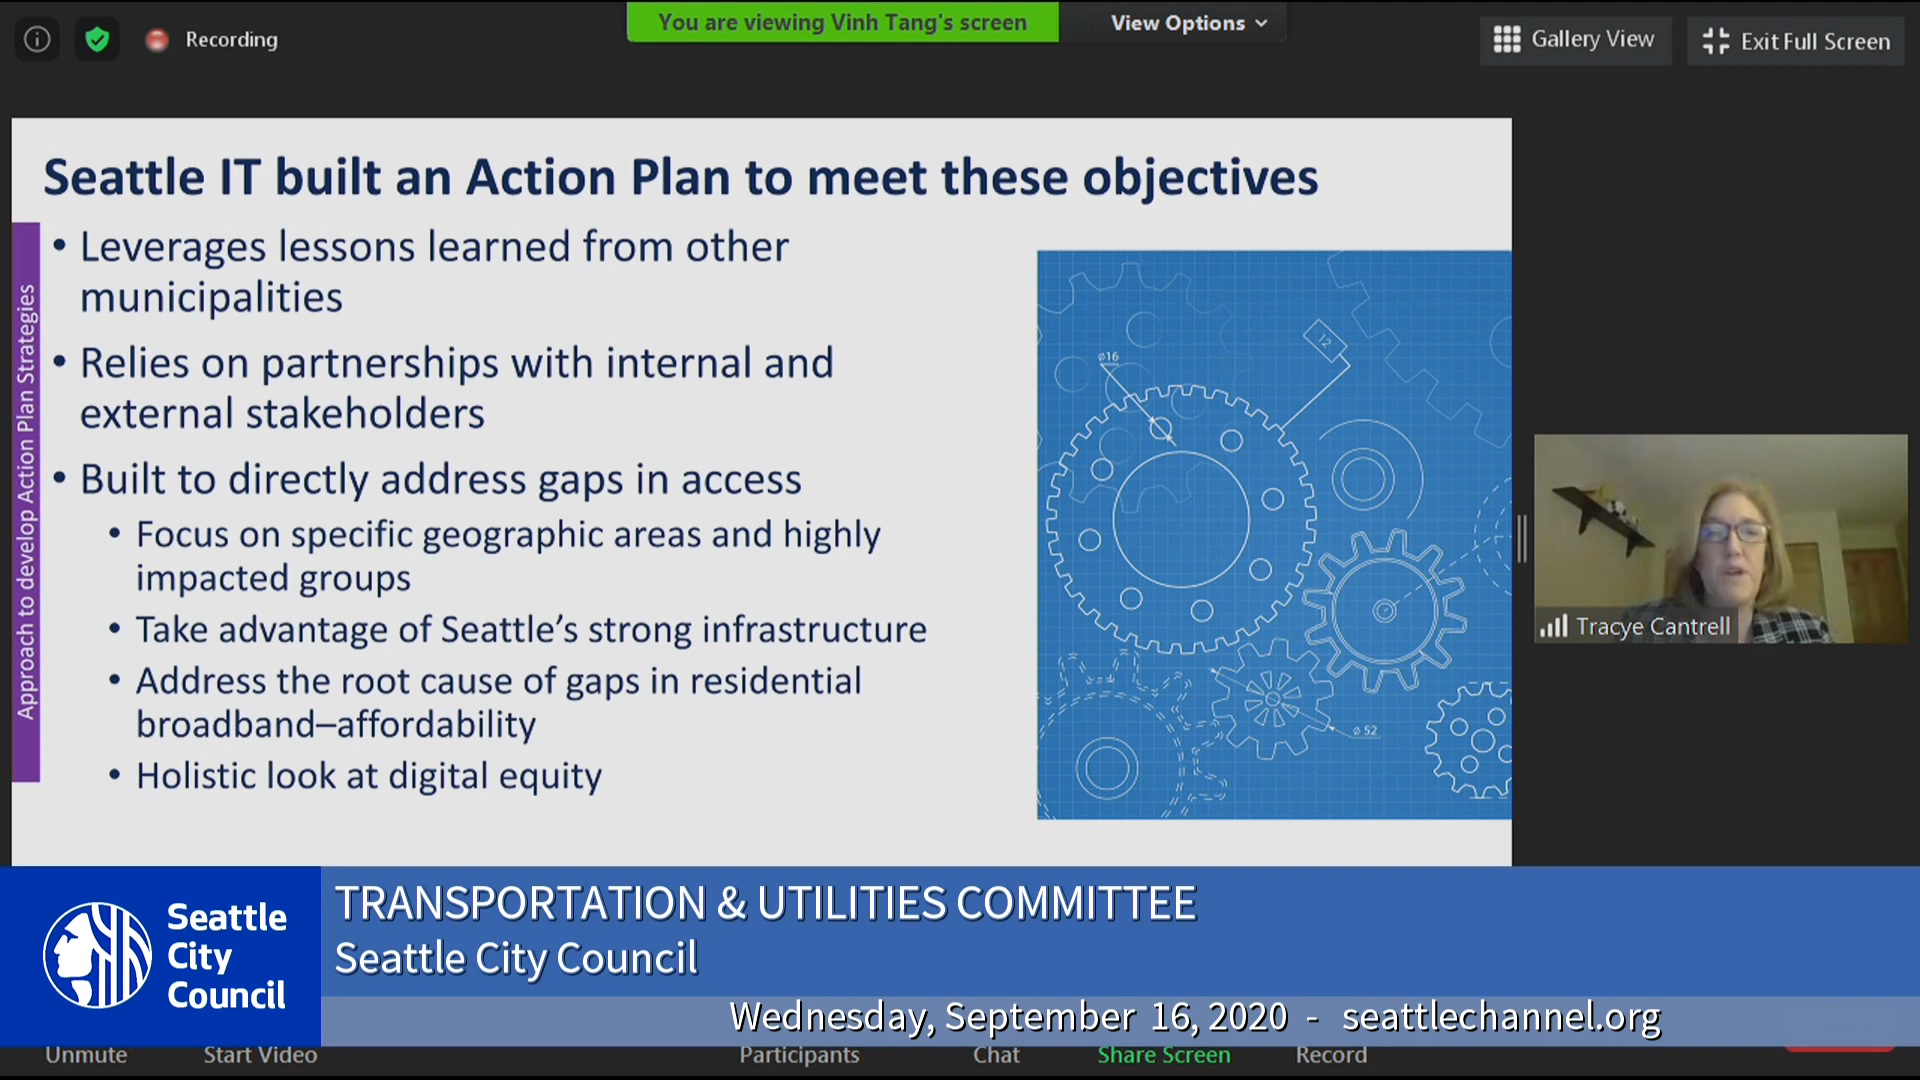 You are viewing Vinh Tang's screen
View Options
Recording
Gallery View
Exit Full Screen
Seattle IT built an Action Plan to meet these objectives
Approach to develop Action Plan Strategies
• Leverages lessons learned from other
municipalities
• Relies on partnerships with internal and
external stakeholders
• Built to directly address gaps in access
• Focus on specific geographic areas and highly
impacted groups
• Take advantage of Seattle’s strong infrastructure
• Address the root cause of gaps in residential
broadband–affordability
• Holistic look at digital equity
ø16
12
ø 52
Tracye Cantrell
Seattle
City
Council
TRANSPORTATION & UTILITIES COMMITTEE
Seattle City Council
Wednesday, September 16, 2020 - seattlechannel.org
Unmute
Start Video
Participants
Chat
Share Screen
Record